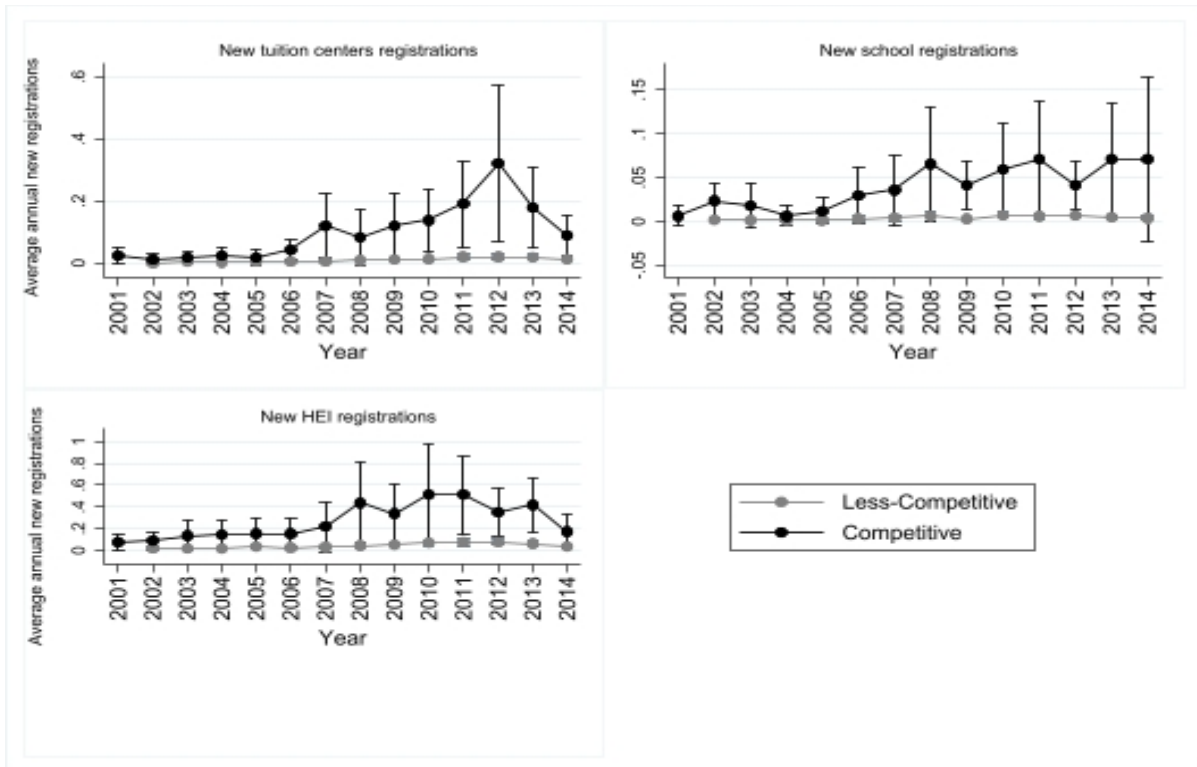 New tuition centers registrations
Average annual new registrations
.6
.4
.2
0
2001 2002 2003 2004 2005 2006 2007 2008 2009 2010 2011 2012 2013 2014
Year
New school registrations
.15
.1
.05
0
-.05
2001 2002 2003 2004 2005 2006 2007 2008 2009 2010 2011 2012 2013 2014
Year
New HEI registrations
Average annual new registrations
1
.8
.6
.4
.2
0
2001 2002 2003 2004 2005 2006 2007 2008 2009 2010 2011 2012 2013 2014
Year
Less-Competitive
Competitive